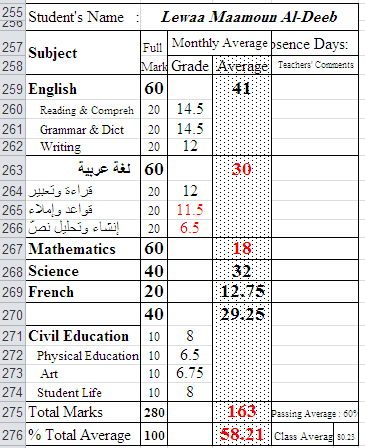 255 Student's Name : Lewaa Maamoun Al-Deeb
256
257 Subject Full Monthly Average sence Days:
258 Mark Grade Average Teachers' Comments
259 English 60 41
260 Reading & Compreh 20 14.5
261 Grammar & Dict 20 14.5
262 Writing 20 12
263 لغة عربية 60 30
264 قراءة وتعبير 20 12
265 قواعد وإملاء 20 11.5
266 إنشاء وتحليل نصّ 20 6.5
267 Mathematics 60 18
268 Science 40 32
269 French 20 12.75
270 40 29.25
271 Civil Education 10 8
272 Physical Education 10 6.5
273 Art 10 6.75
274 Student Life 10 8
275 Total Marks 280 163 Passing Average : 60%
276 % Total Average 100 58.21 Class Averag 80.23